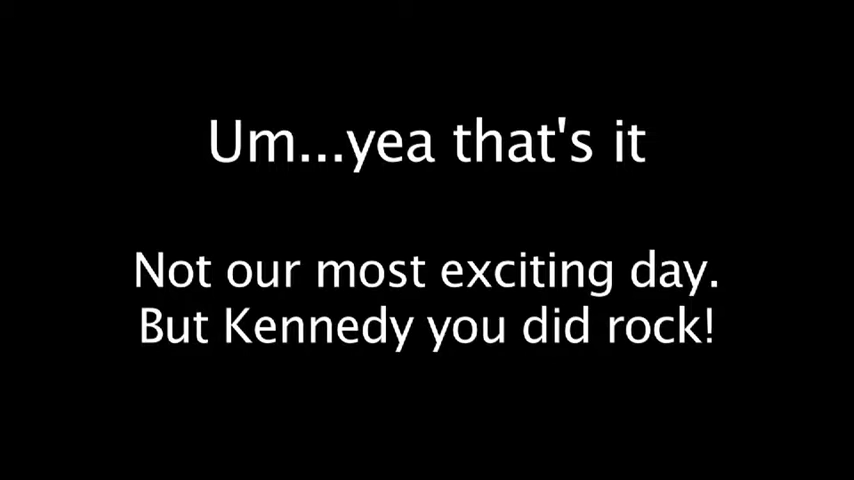 Um...yea that's it
Not our most exciting day.
But Kennedy you did rock!